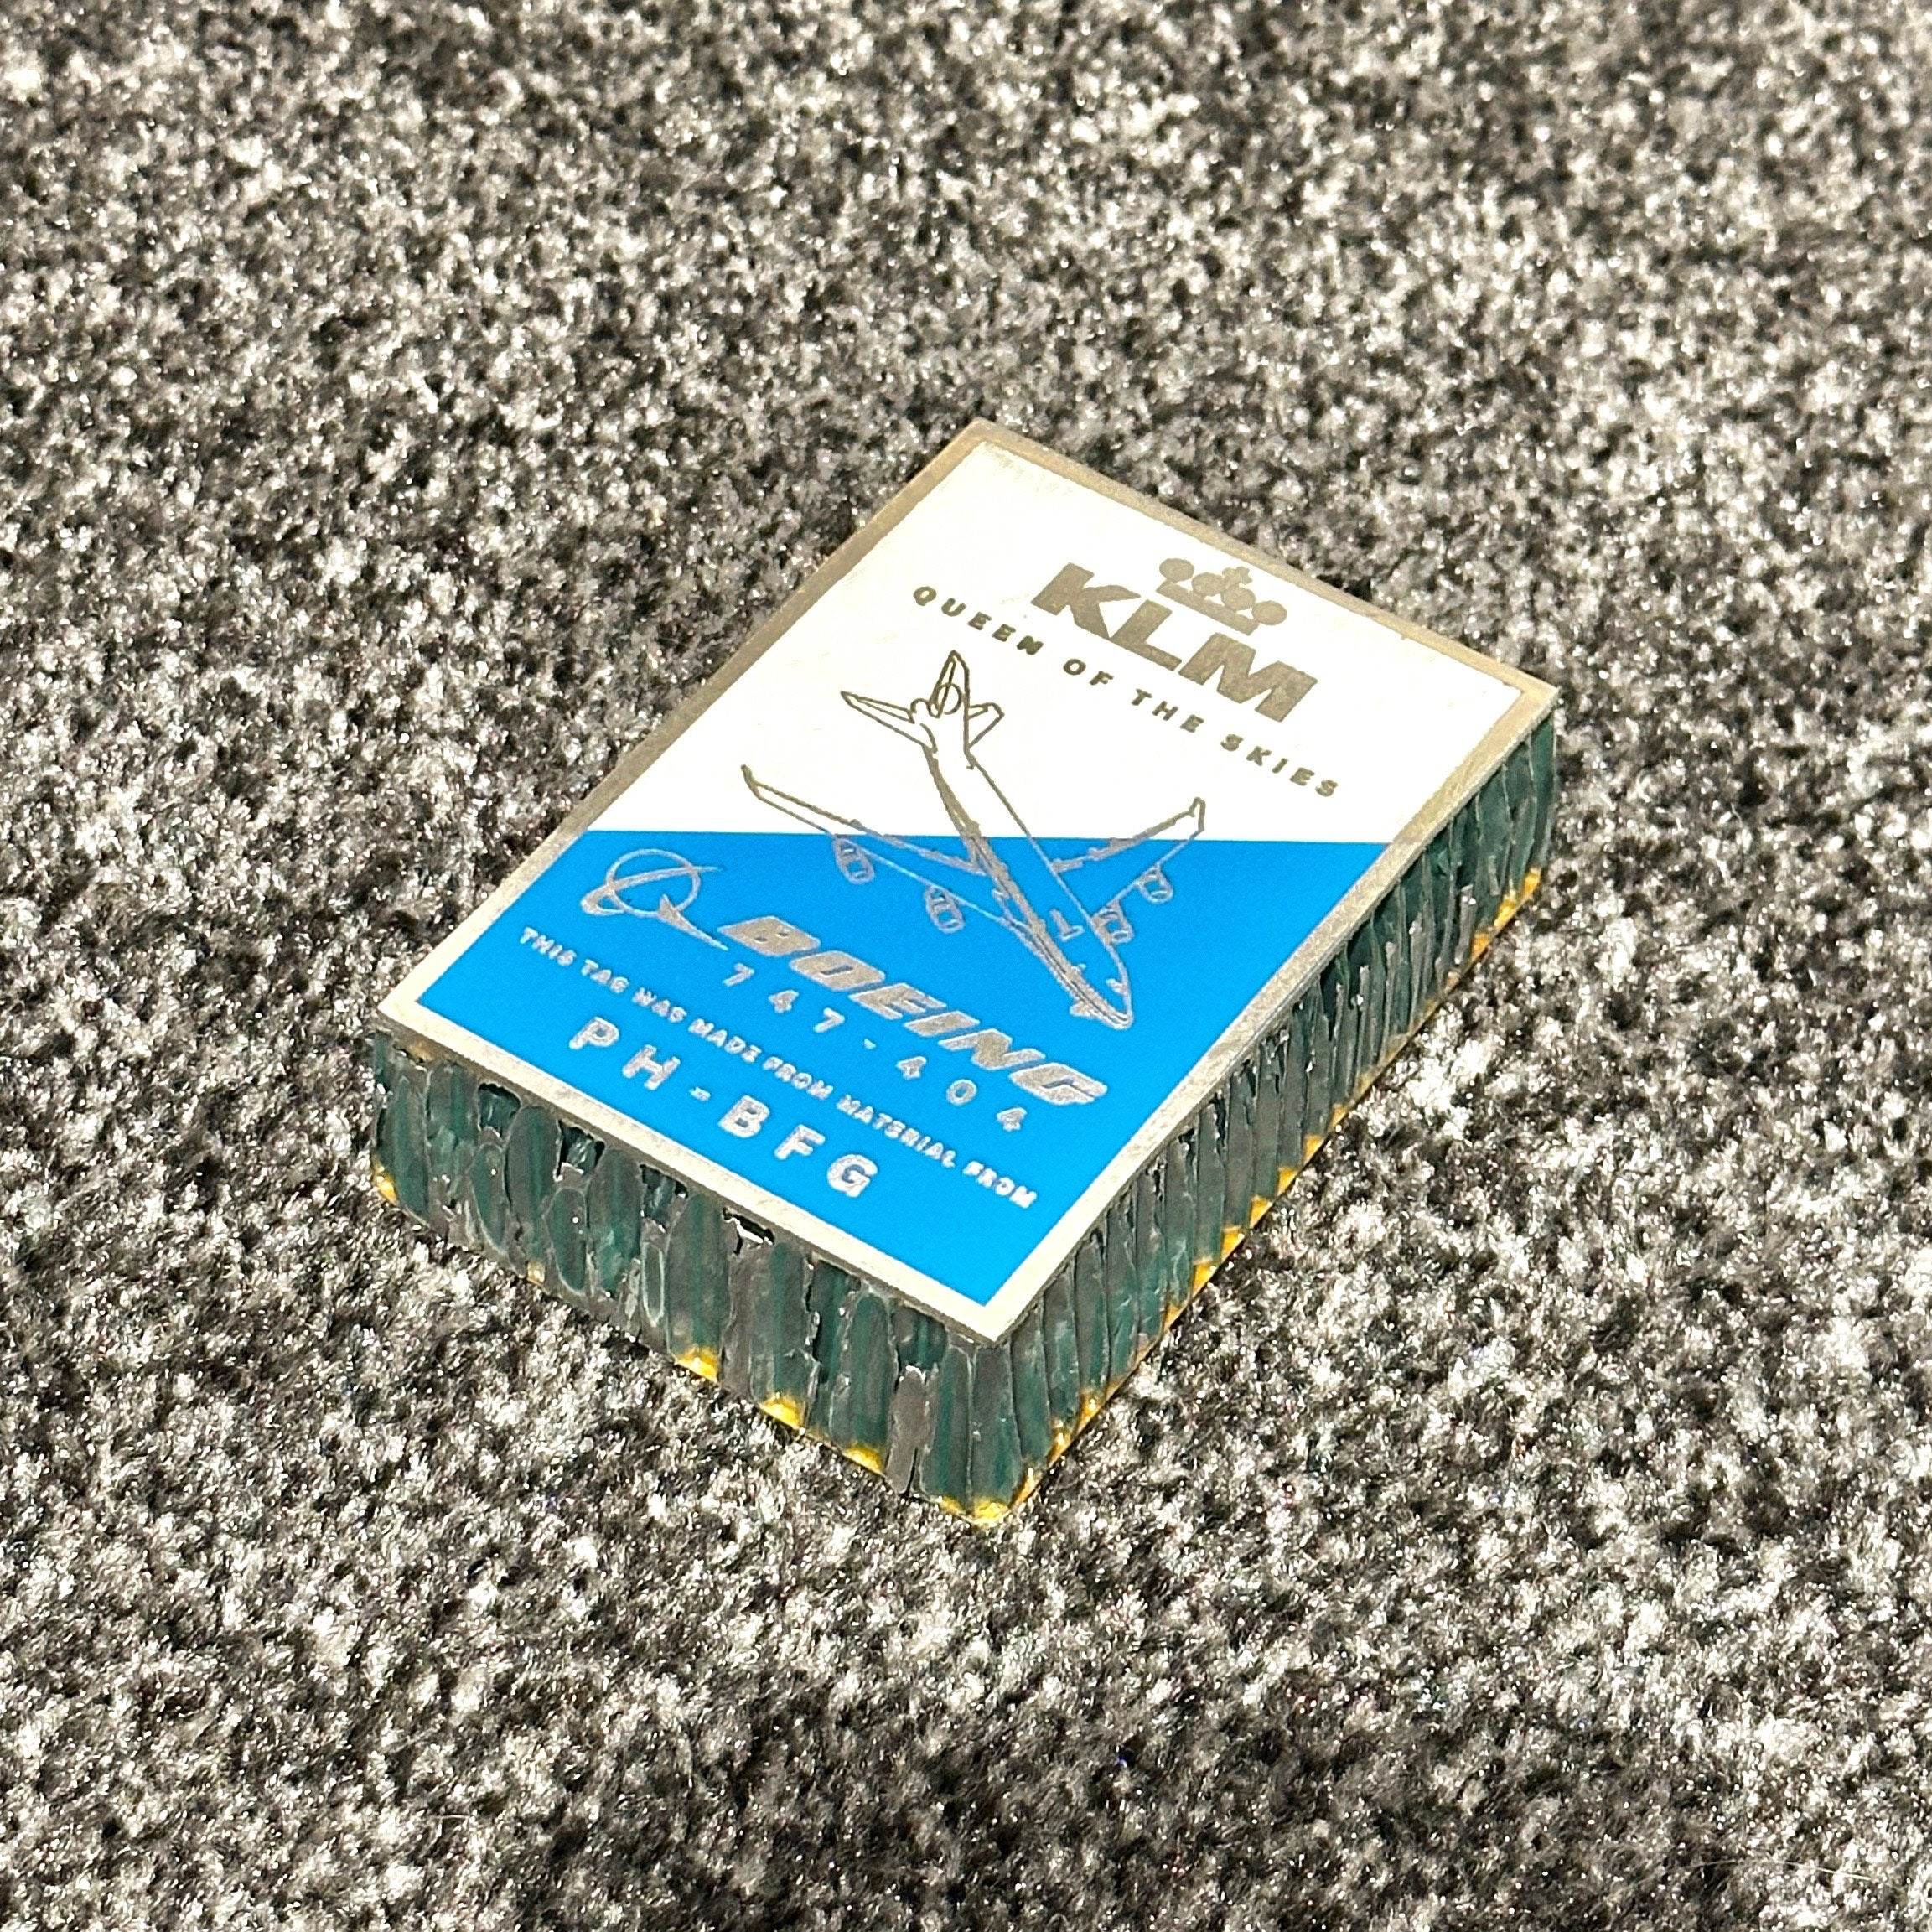 KLM
QUEEN OF THE SKIES
BOEING
747-404
THIS TAG WAS MADE FROM MATERIAL FROM
PH-BFG